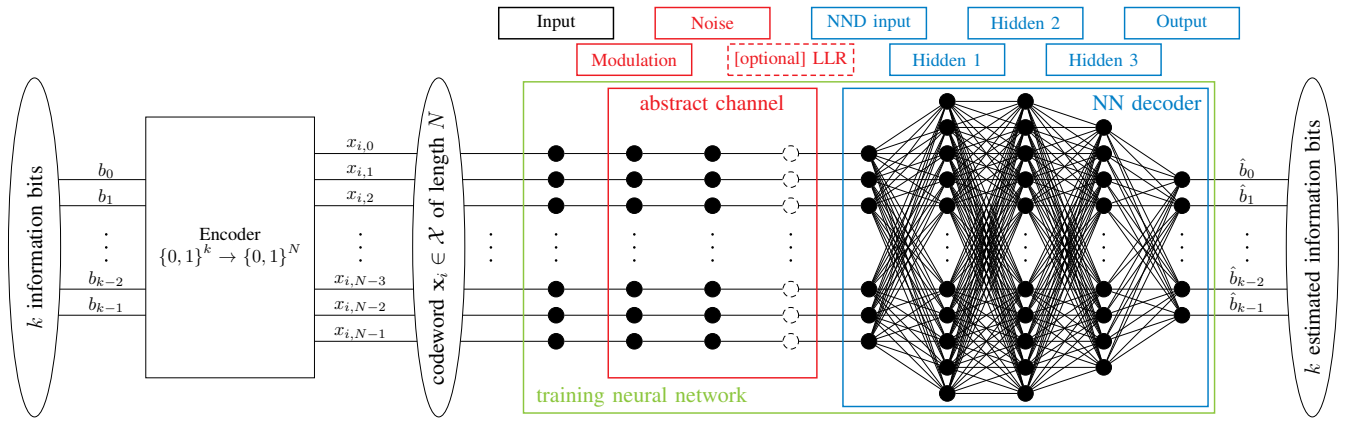 Input
Noise
NND input
Hidden 2
Output
Modulation
[optional] LLR
Hidden 1
Hidden 3
k information bits
b_0
b_1
b_{k−2}
b_{k−1}
Encoder
{0, 1}^k → {0, 1}^N
x_{i,0}
x_{i,1}
x_{i,2}
x_{i,N−3}
x_{i,N−2}
x_{i,N−1}
codeword x_i ∈ 𝒳 of length N
abstract channel
NN decoder
training neural network
b̂_0
b̂_1
b̂_{k−2}
b̂_{k−1}
k estimated information bits